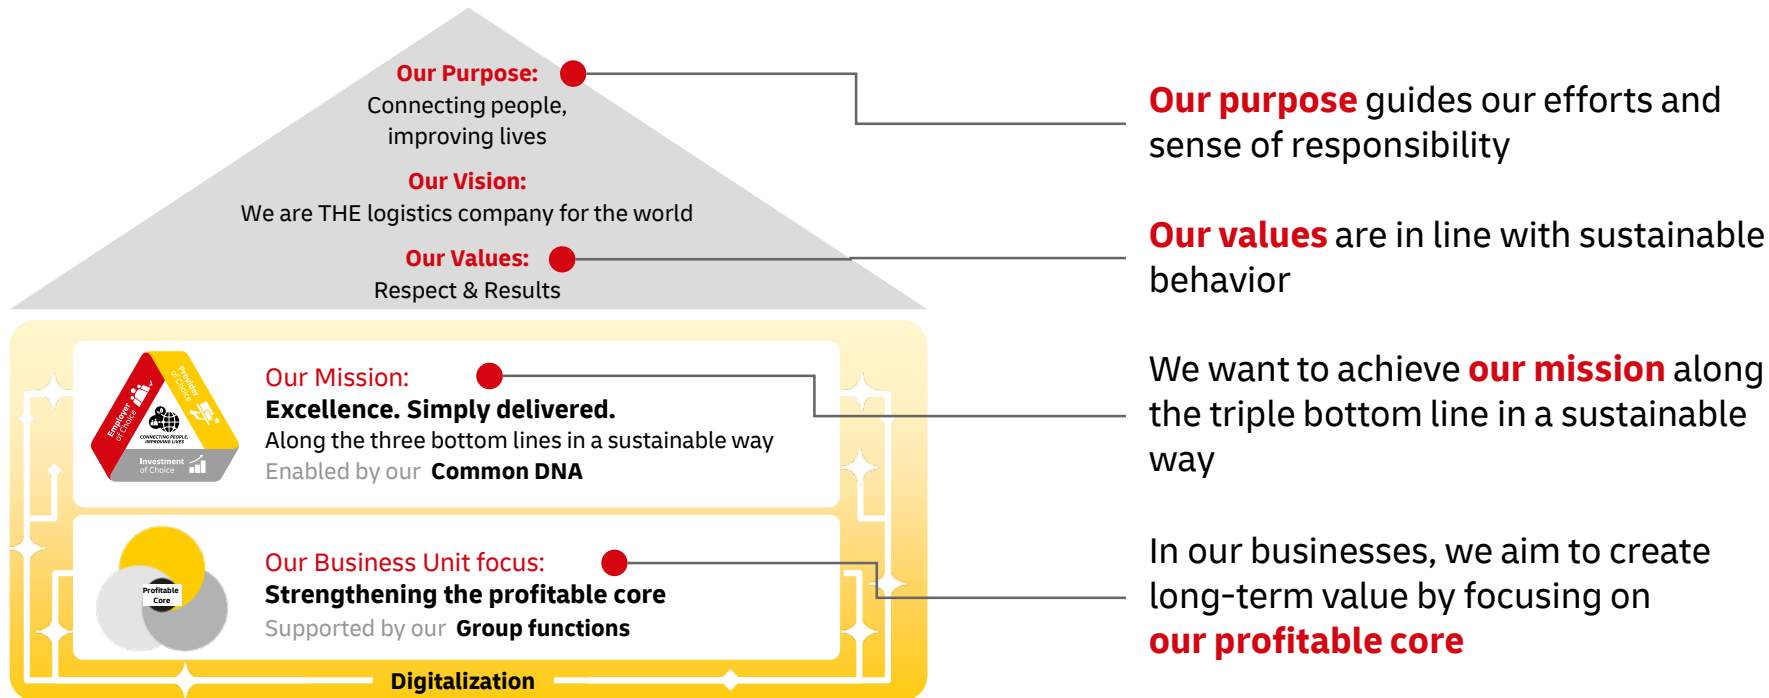 Our Purpose:
Connecting people,
improving lives
Our Vision:
We are THE logistics company for the world
Our Values:
Respect & Results
Employer
of Choice
Provider
of Choice
CONNECTING PEOPLE,
IMPROVING LIVES
Investment
of Choice
Our Mission:
Excellence. Simply delivered.
Along the three bottom lines in a sustainable way
Enabled by our Common DNA
Profitable
Core
Our Business Unit focus:
Strengthening the profitable core
Supported by our Group functions
Digitalization
Our purpose guides our efforts and
sense of responsibility
Our values are in line with sustainable
behavior
We want to achieve our mission along
the triple bottom line in a sustainable
way
In our businesses, we aim to create
long-term value by focusing on
our profitable core